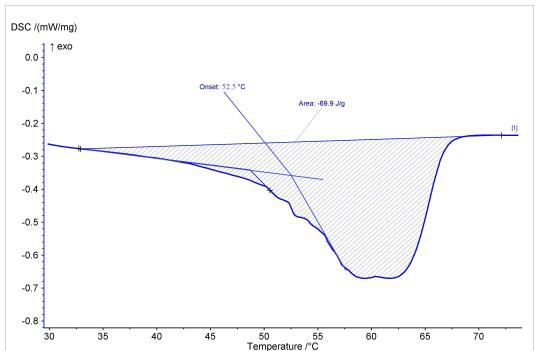 DSC /(mW/mg)
↑ exo
0.0
-0.1
-0.2
-0.3
-0.4
-0.5
-0.6
-0.7
-0.8
Onset: 52.5 °C
Area: -69.9 J/g
[1]
30 35 40 45 50 55 60 65 70
Temperature /°C